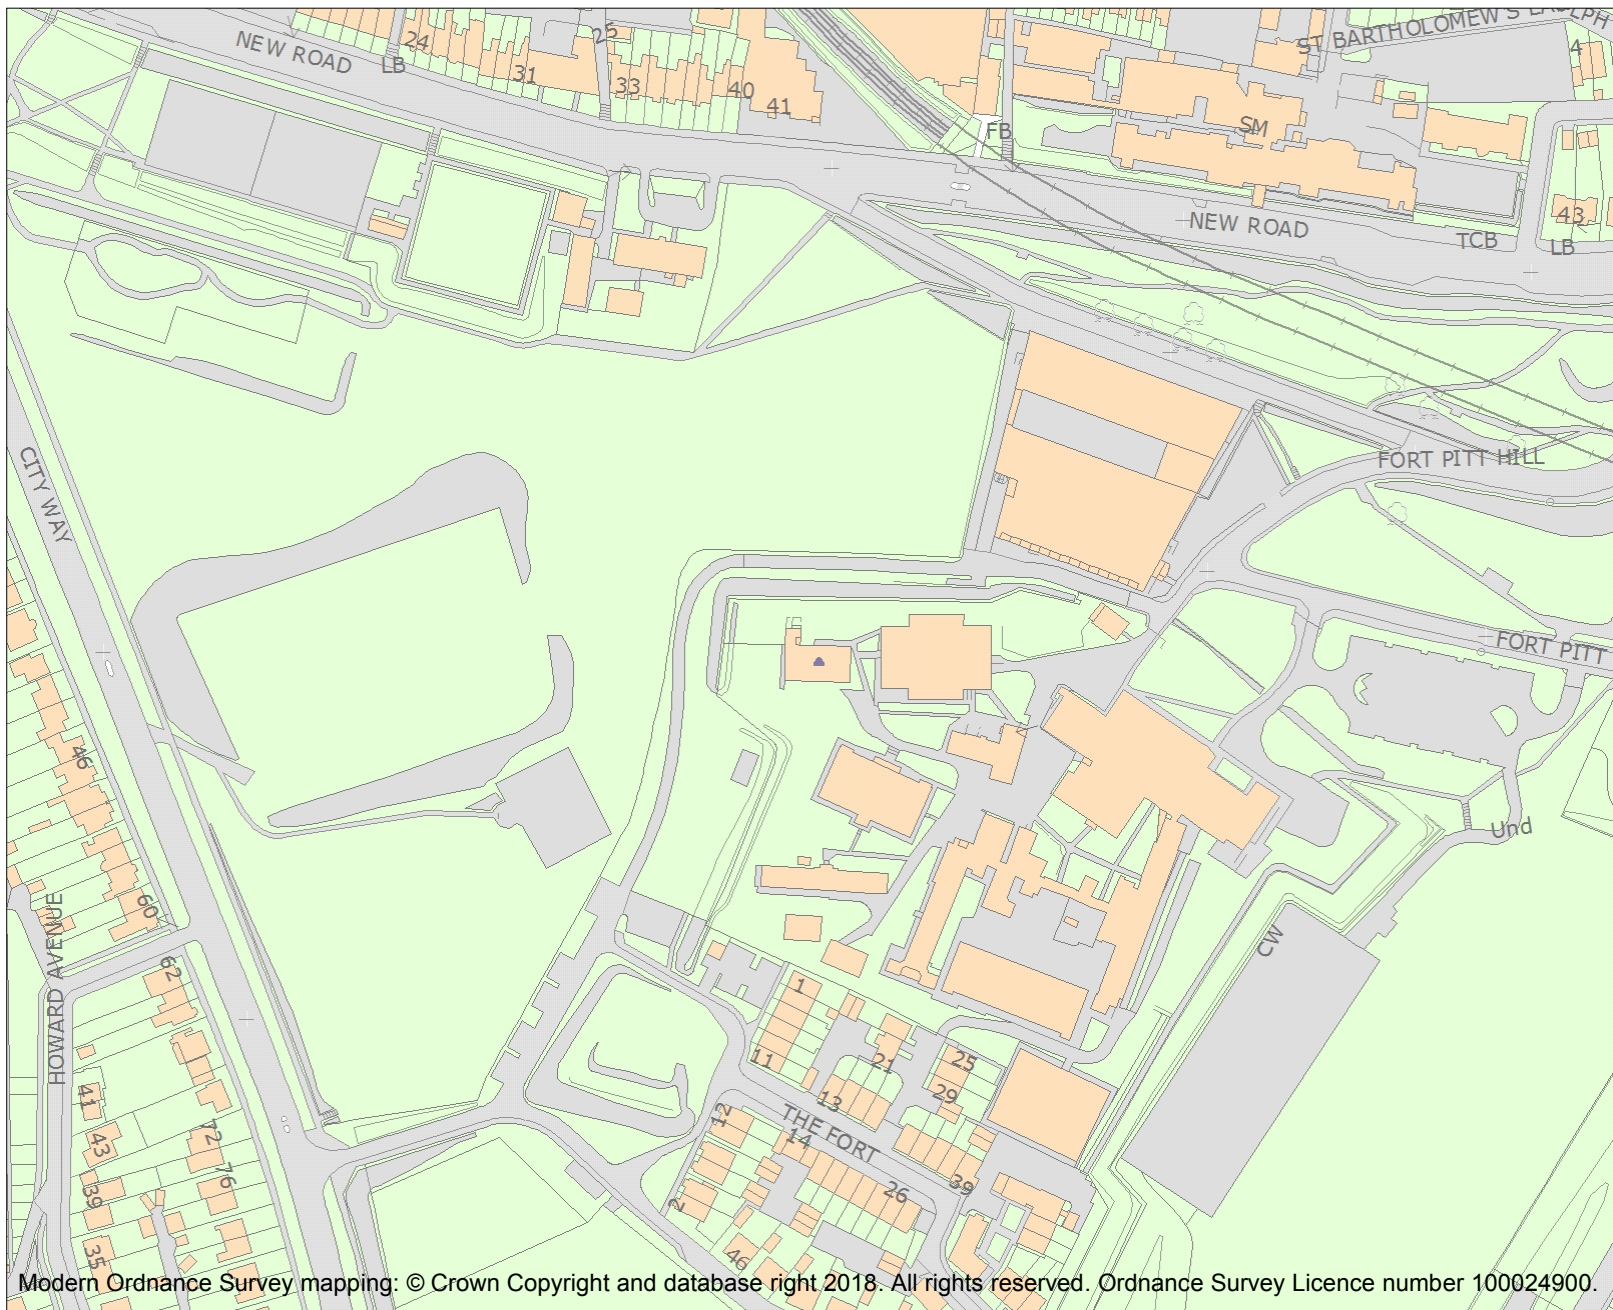 24
25
4
NEW ROAD
LB
31
33
40
41
FB
SM
43
NEW ROAD
TCB
LB
CITY WAY
FORT PITT HILL
FORT PITT
46
Und
60
HOWARD AVENUE
CW
62
1
11
21
25
29
41
13
12
THE FORT
14
43
72
76
39
39
26
2
35
46
Modern Ordnance Survey mapping: © Crown Copyright and database right 2018. All rights reserved. Ordnance Survey Licence number 100024900.